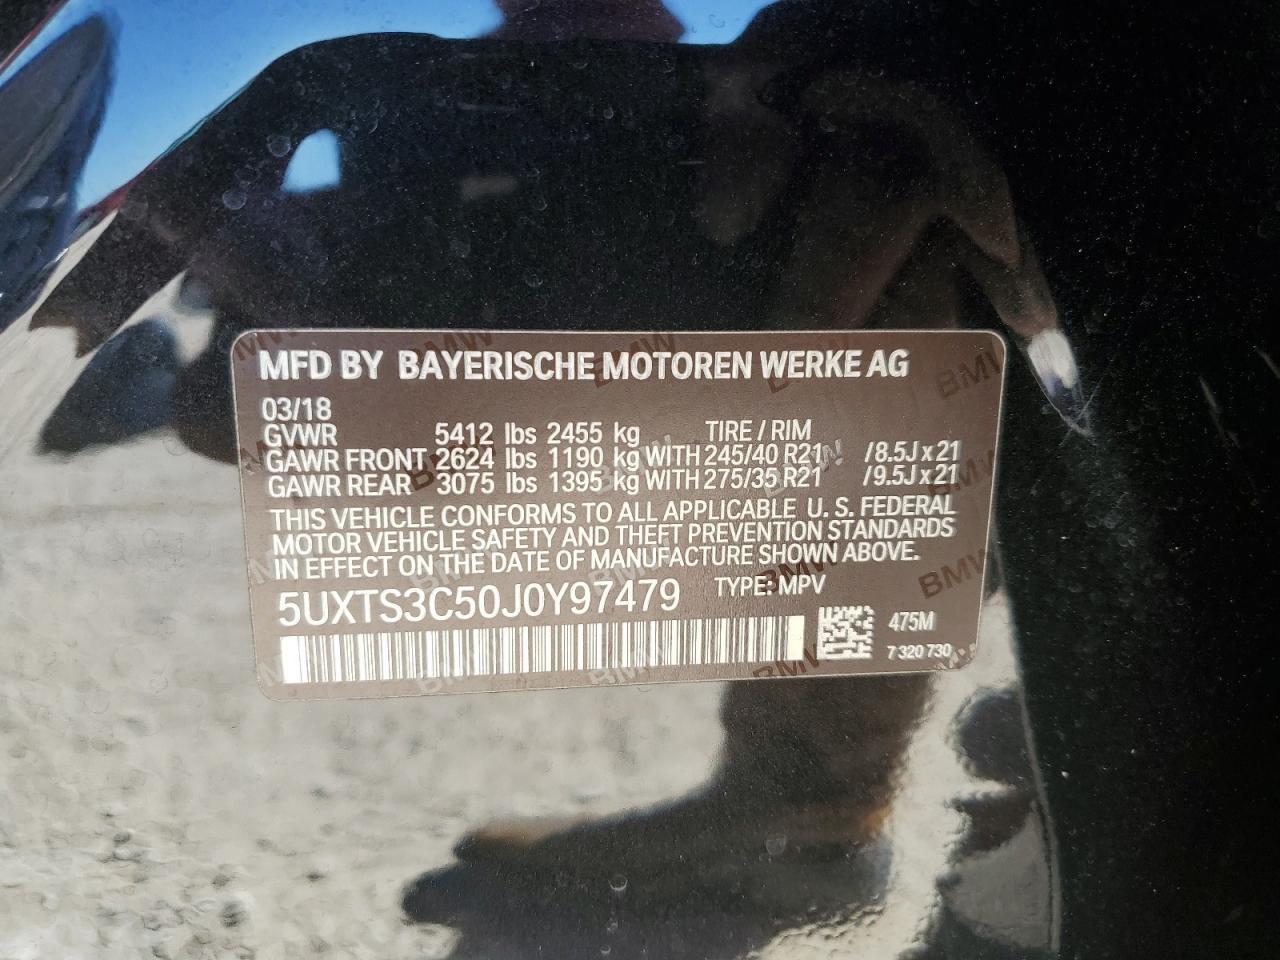 MFD BY BAYERISCHE MOTOREN WERKE AG
03/18
GVWR 5412 lbs 2455 kg TIRE / RIM
GAWR FRONT 2624 lbs 1190 kg WITH 245/40 R21 /8.5J x 21
GAWR REAR 3075 lbs 1395 kg WITH 275/35 R21 /9.5J x 21
THIS VEHICLE CONFORMS TO ALL APPLICABLE U. S. FEDERAL
MOTOR VEHICLE SAFETY AND THEFT PREVENTION STANDARDS
IN EFFECT ON THE DATE OF MANUFACTURE SHOWN ABOVE.
5UXTS3C50J0Y97479 TYPE: MPV
475M
7 320 730